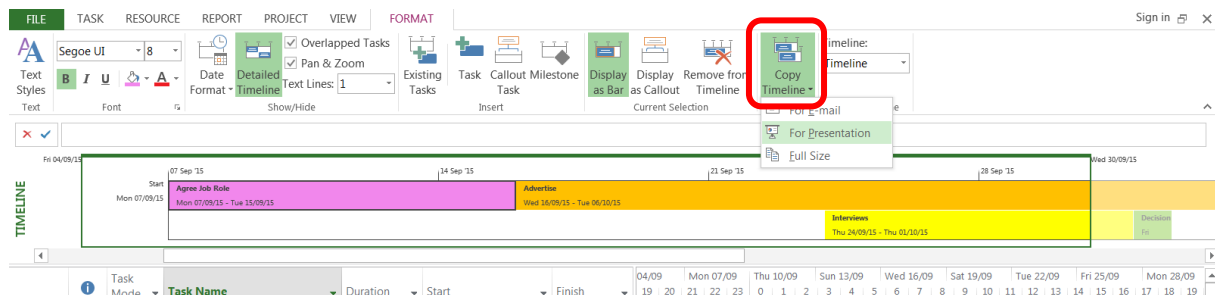 FILE TASK RESOURCE REPORT PROJECT VIEW FORMAT Sign in
Segoe UI 8
Overlapped Tasks
Pan & Zoom
Text Styles
B I U A
Date Format
Detailed Timeline
Text Lines: 1
Existing Tasks
Task
Callout Task
Milestone
Display as Bar
Display as Callout
Remove from Timeline
Copy Timeline
Timeline:
Timeline
Text Font Show/Hide Insert Current Selection
For E-mail
For Presentation
Full Size
Fri 04/09/15 Wed 30/09/15
07 Sep '15 14 Sep '15 21 Sep '15 28 Sep '15
TIMELINE
Start
Mon 07/09/15
Agree Job Role
Mon 07/09/15 - Tue 15/09/15
Advertise
Wed 16/09/15 - Tue 06/10/15
Interviews
Thu 24/09/15 - Thu 01/10/15
Decision
Fri
Task Mode Task Name Duration Start Finish
04/09 Mon 07/09 Thu 10/09 Sun 13/09 Wed 16/09 Sat 19/09 Tue 22/09 Fri 25/09 Mon 28/09
19 20 21 22 23 0 1 2 3 4 5 6 7 8 9 10 11 12 13 14 15 16 17 18 19